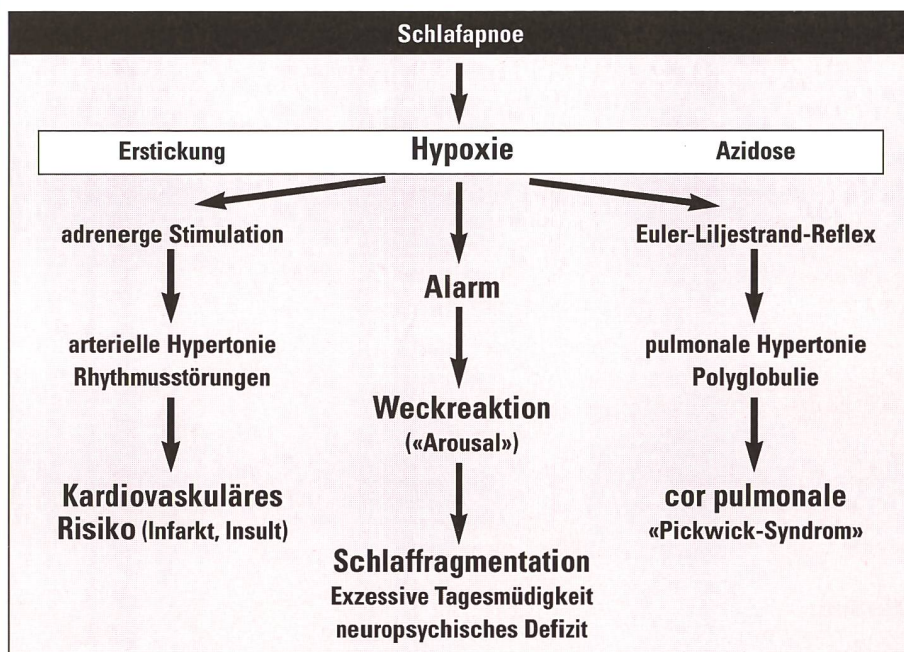 Schlafapnoe
Erstickung Hypoxie Azidose
adrenerge Stimulation
arterielle Hypertonie
Rhythmusstörungen
Kardiovaskuläres
Risiko (Infarkt, Insult)
Alarm
Weckreaktion
(«Arousal»)
Schlaffragmentation
Exzessive Tagesmüdigkeit
neuropsychisches Defizit
Euler-Liljestrand-Reflex
pulmonale Hypertonie
Polyglobulie
cor pulmonale
«Pickwick-Syndrom»